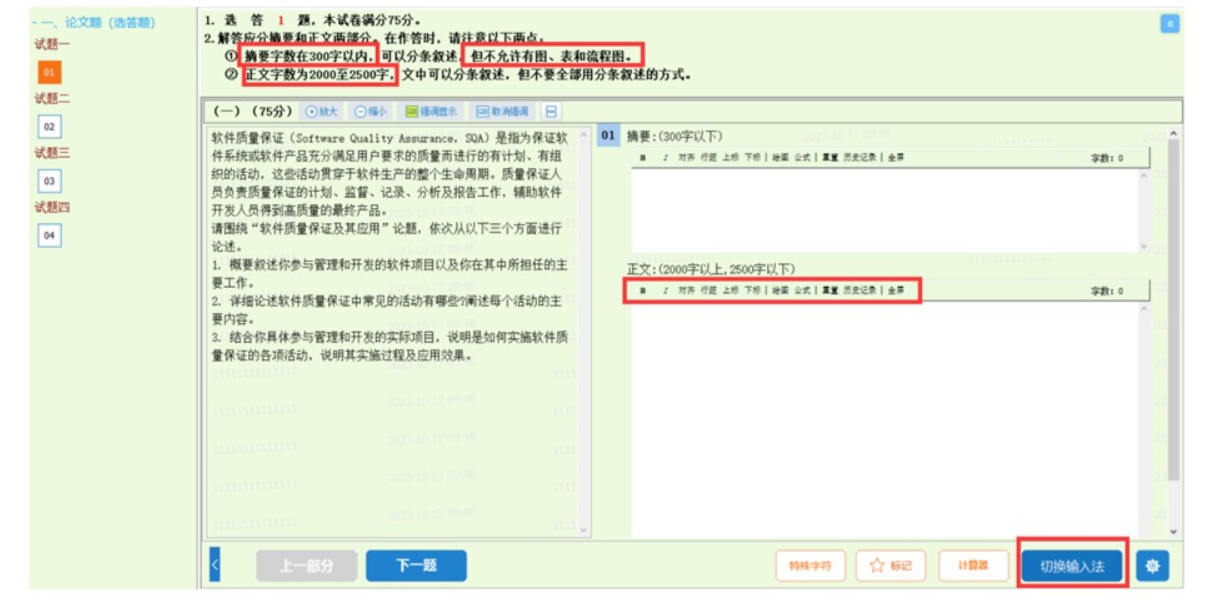 - 一、论文题（选答题）
试题一
01
试题二
02
试题三
03
试题四
04
1. 选 答 1 题，本试卷满分75分。
2.解答应分摘要和正文两部分。在作答时，请注意以下两点：
① 摘要字数在300字以内，可以分条叙述，但不允许有图、表和流程图。
② 正文字数为2000至2500字，文中可以分条叙述，但不要全部用分条叙述的方式。
(一) (75分) 放大 缩小 强调显示 取消强调
软件质量保证（Software Quality Assurance，SQA）是指为保证软
件系统或软件产品充分满足用户要求的质量而进行的有计划、有组
织的活动，这些活动贯穿于软件生产的整个生命周期。质量保证人
员负责质量保证的计划、监督、记录、分析及报告工作，辅助软件
开发人员得到高质量的最终产品。
请围绕“软件质量保证及其应用”论题，依次从以下三个方面进行
论述。
1. 概要叙述你参与管理和开发的软件项目以及你在其中所担任的主
要工作。
2. 详细论述软件质量保证中常见的活动有哪些?阐述每个活动的主
要内容。
3. 结合你具体参与管理和开发的实际项目，说明是如何实施软件质
量保证的各项活动，说明其实施过程及应用效果。
01 摘要:(300字以下)
B I 对齐 行距 上标 下标 | 绘图 公式 | 重复 历史记录 | 全屏 字数: 0
正文:(2000字以上,2500字以下)
B I 对齐 行距 上标 下标 | 绘图 公式 | 重复 历史记录 | 全屏 字数: 0
上一部分 下一题 特殊字符 标记 计算器 切换输入法